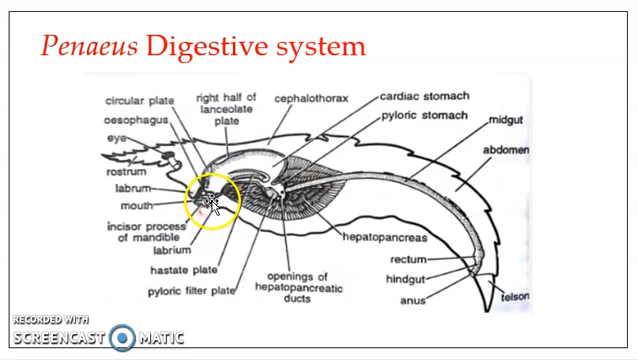 Penaeus Digestive system
circular plate
oesophagus
eye
rostrum
labrum
mouth
incisor process
of mandible
labrium
hastate plate
pyloric filter plate
right half of
lanceolate
plate
cephalothorax
cardiac stomach
pyloric stomach
midgut
abdomen
hepatopancreas
openings of
hepatopancreatic
ducts
rectum
hindgut
anus
telson
RECORDED WITH
SCREENCAST MATIC